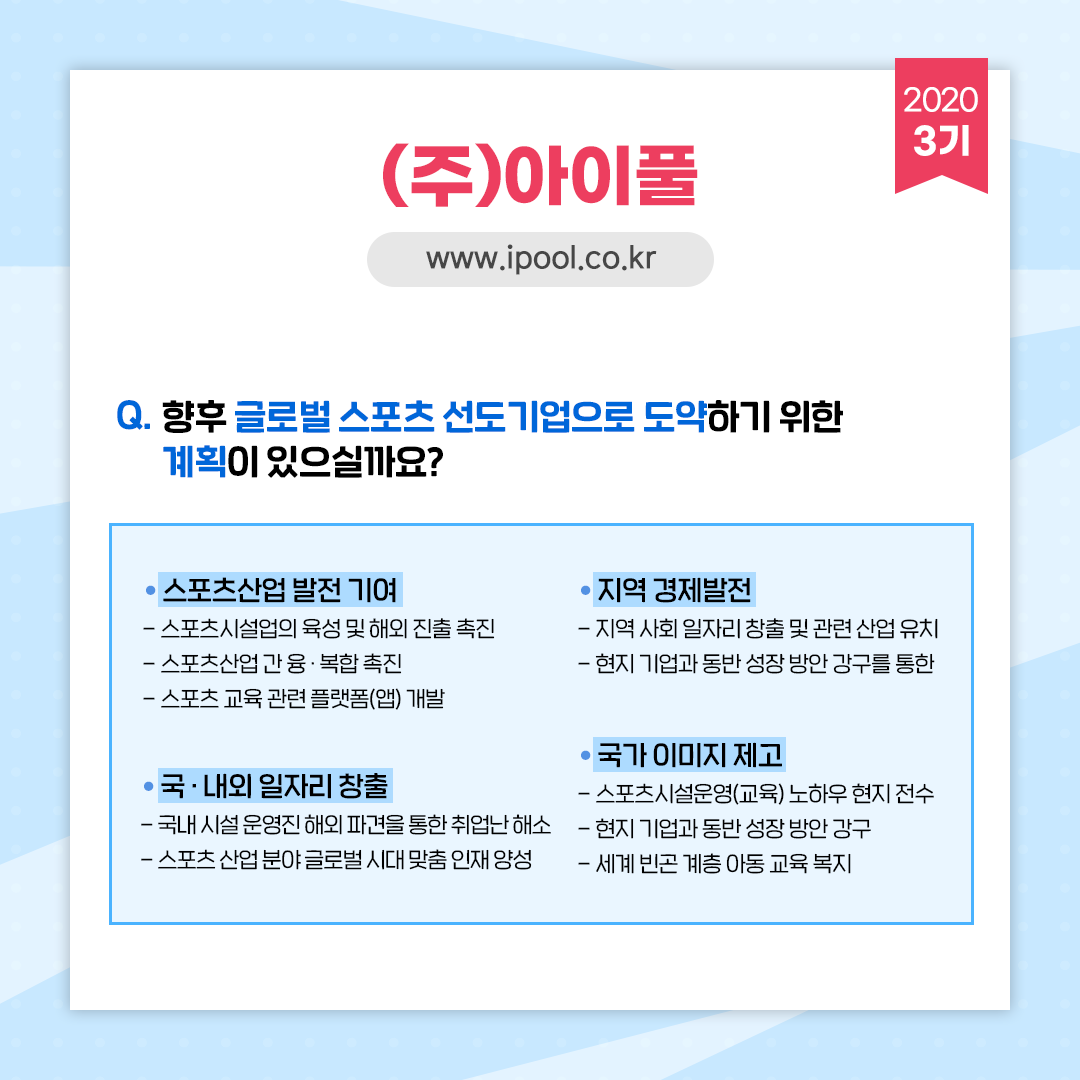 2020
3기
(주)아이풀
www.ipool.co.kr
Q. 향후 글로벌 스포츠 선도기업으로 도약하기 위한
계획이 있으실까요?
• 스포츠산업 발전 기여
- 스포츠시설업의 육성 및 해외 진출 촉진
- 스포츠산업 간 융·복합 촉진
- 스포츠 교육 관련 플랫폼(앱) 개발
• 국·내외 일자리 창출
- 국내 시설 운영진 해외 파견을 통한 취업난 해소
- 스포츠 산업 분야 글로벌 시대 맞춤 인재 양성
• 지역 경제발전
- 지역 사회 일자리 창출 및 관련 산업 유치
- 현지 기업과 동반 성장 방안 강구를 통한
• 국가 이미지 제고
- 스포츠시설운영(교육) 노하우 현지 전수
- 현지 기업과 동반 성장 방안 강구
- 세계 빈곤 계층 아동 교육 복지